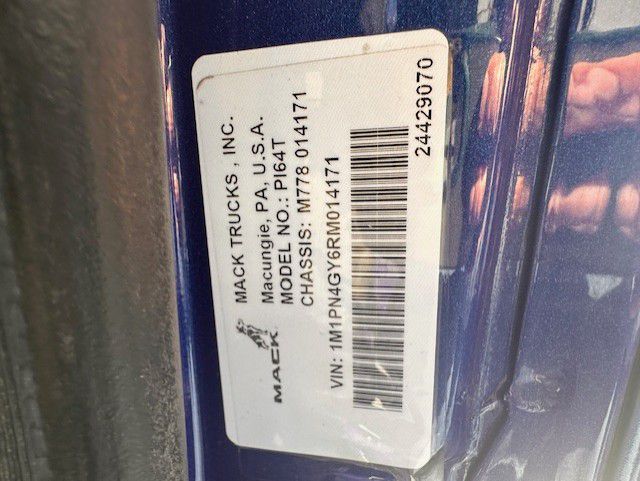 MACK TRUCKS , INC.
Macungie, PA, U.S.A.
MODEL NO.: PI64T
CHASSIS: M778 014171
MACK
VIN: 1M1PN4GY6RM014171
24429070